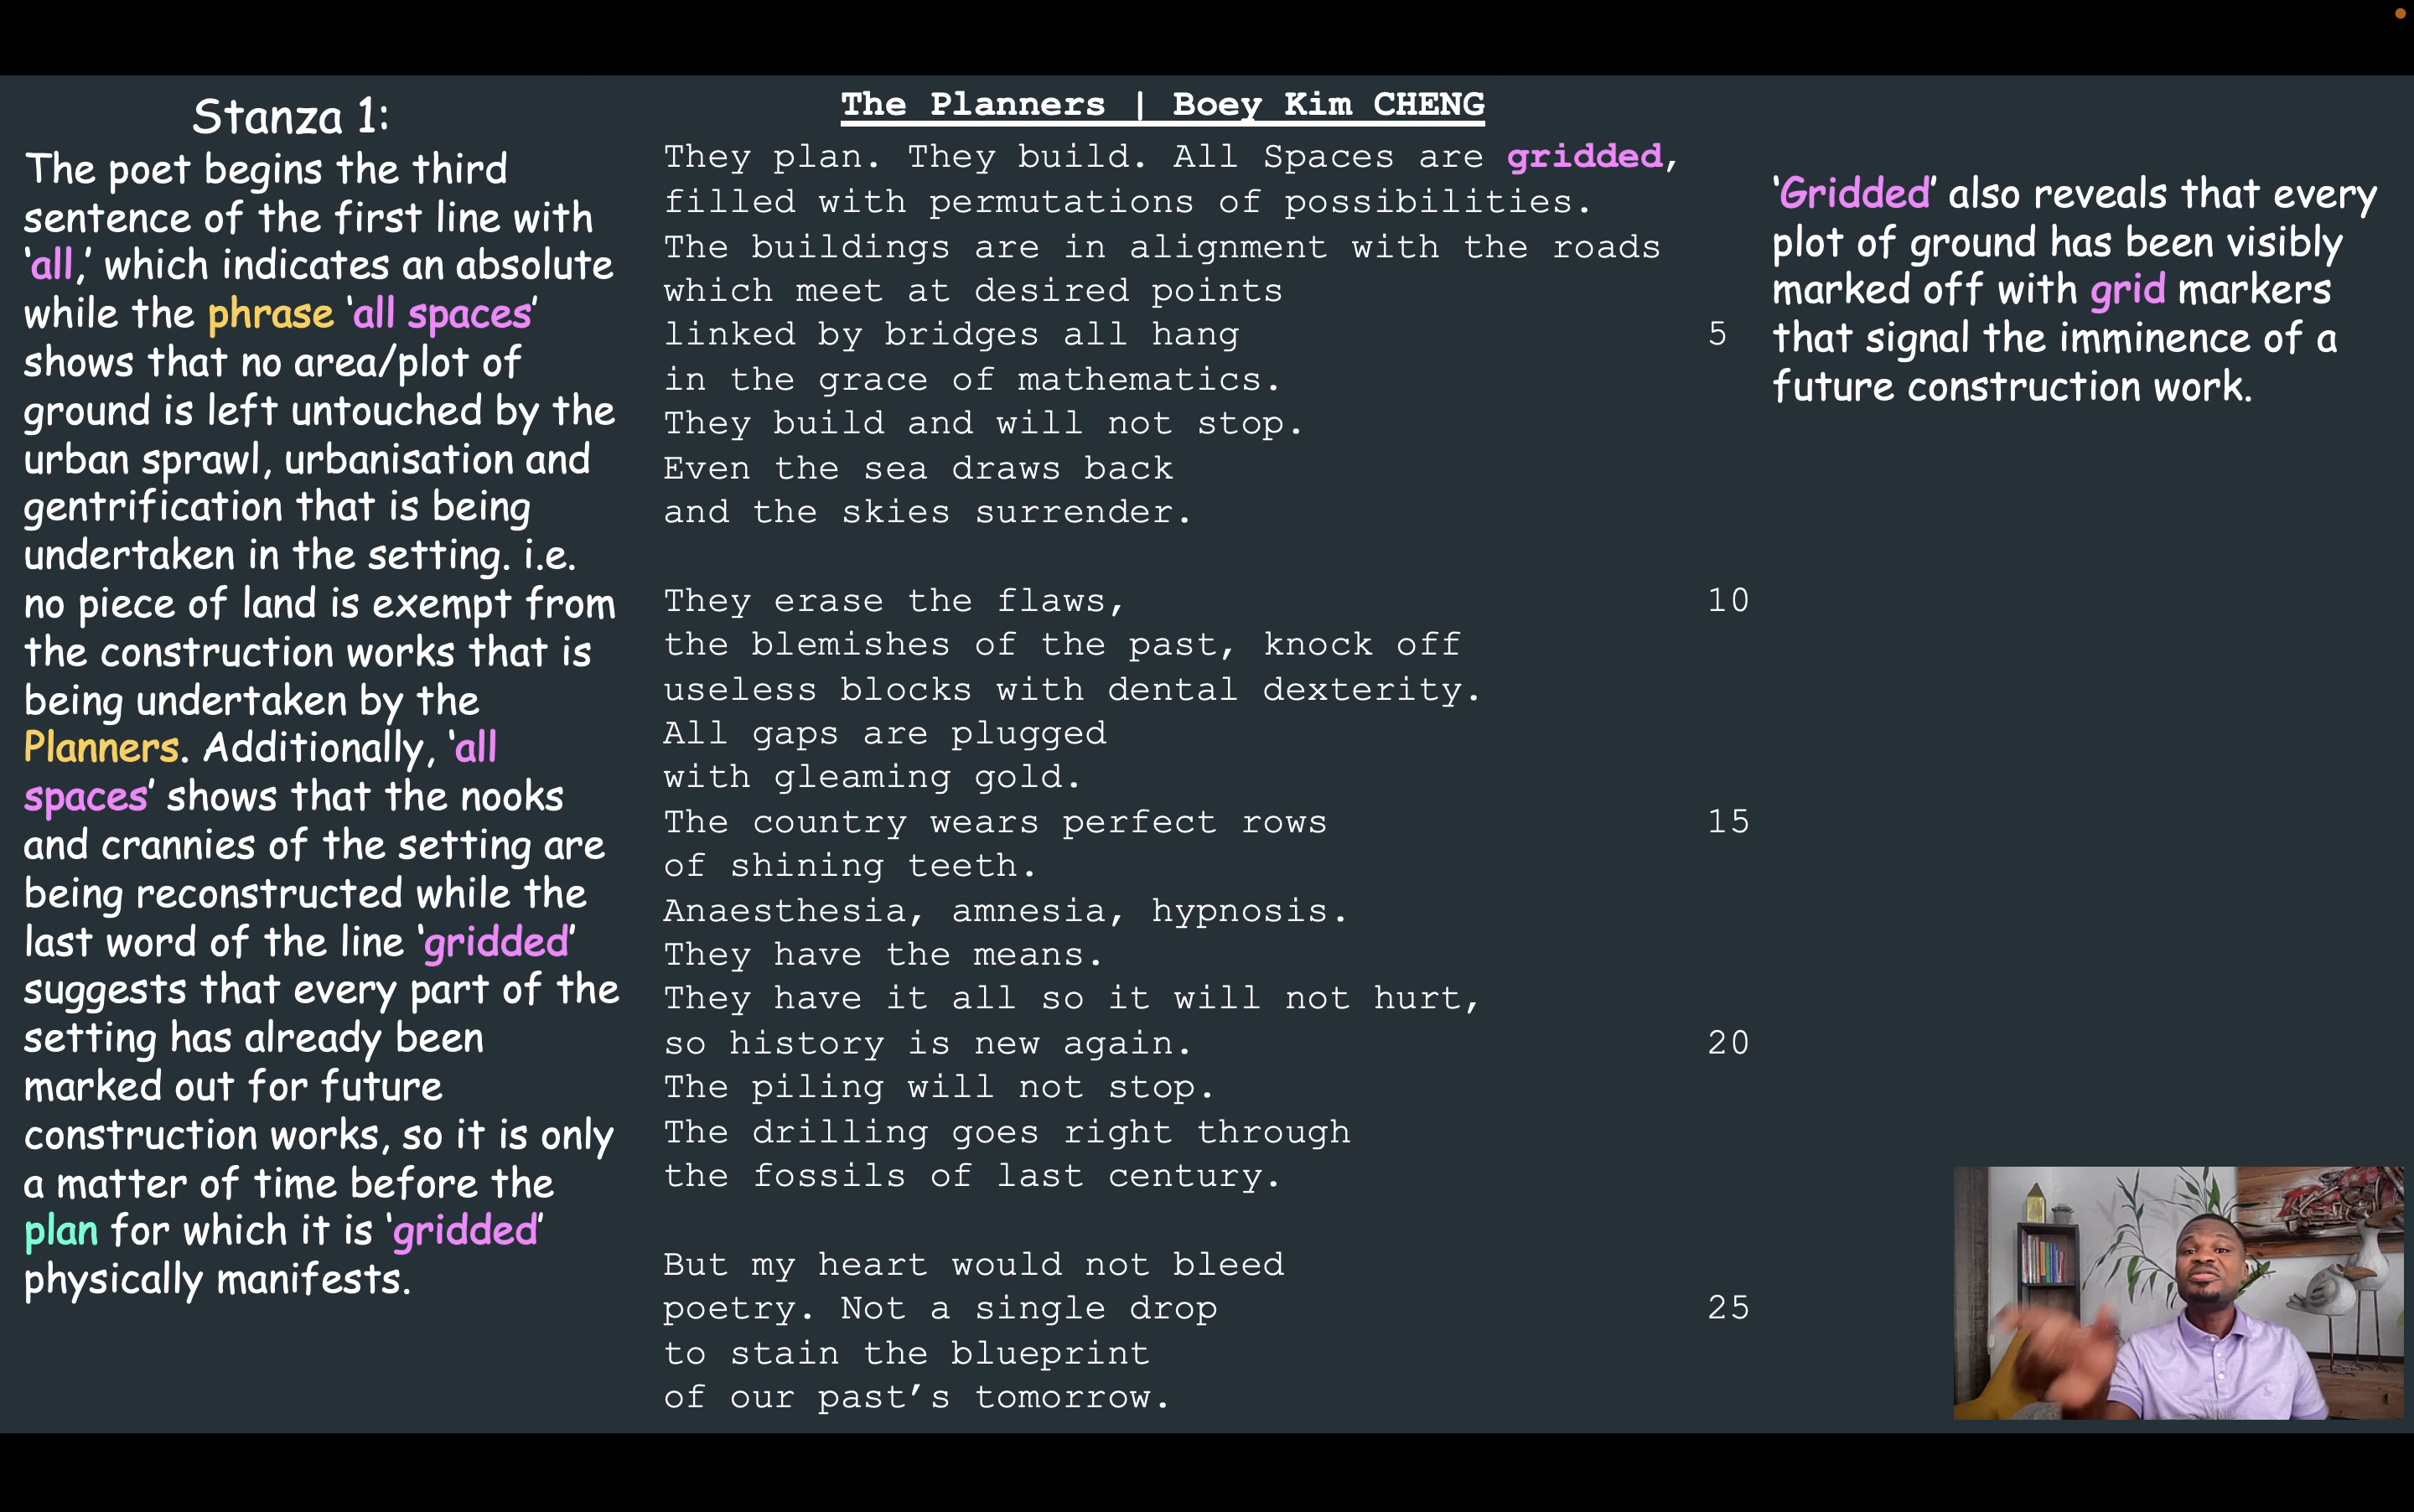 Stanza 1:
The poet begins the third
sentence of the first line with
‘all,’ which indicates an absolute
while the phrase ‘all spaces’
shows that no area/plot of
ground is left untouched by the
urban sprawl, urbanisation and
gentrification that is being
undertaken in the setting. i.e.
no piece of land is exempt from
the construction works that is
being undertaken by the
Planners. Additionally, ‘all
spaces’ shows that the nooks
and crannies of the setting are
being reconstructed while the
last word of the line ‘gridded’
suggests that every part of the
setting has already been
marked out for future
construction works, so it is only
a matter of time before the
plan for which it is ‘gridded’
physically manifests.
The Planners | Boey Kim CHENG
They plan. They build. All Spaces are gridded,
filled with permutations of possibilities.
The buildings are in alignment with the roads
which meet at desired points
linked by bridges all hang 5
in the grace of mathematics.
They build and will not stop.
Even the sea draws back
and the skies surrender.
They erase the flaws, 10
the blemishes of the past, knock off
useless blocks with dental dexterity.
All gaps are plugged
with gleaming gold.
The country wears perfect rows 15
of shining teeth.
Anaesthesia, amnesia, hypnosis.
They have the means.
They have it all so it will not hurt,
so history is new again. 20
The piling will not stop.
The drilling goes right through
the fossils of last century.
But my heart would not bleed
poetry. Not a single drop 25
to stain the blueprint
of our past’s tomorrow.
‘Gridded’ also reveals that every
plot of ground has been visibly
marked off with grid markers
that signal the imminence of a
future construction work.